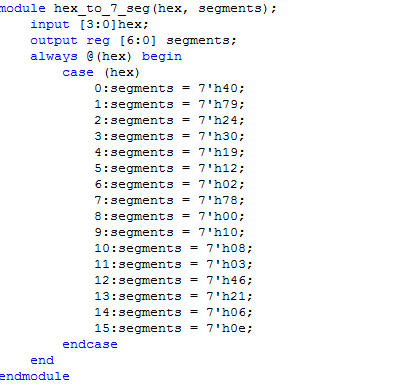 module hex_to_7_seg(hex, segments);
    input [3:0]hex;
    output reg [6:0] segments;
    always @(hex) begin
        case (hex)
            0:segments = 7'h40;
            1:segments = 7'h79;
            2:segments = 7'h24;
            3:segments = 7'h30;
            4:segments = 7'h19;
            5:segments = 7'h12;
            6:segments = 7'h02;
            7:segments = 7'h78;
            8:segments = 7'h00;
            9:segments = 7'h10;
            10:segments = 7'h08;
            11:segments = 7'h03;
            12:segments = 7'h46;
            13:segments = 7'h21;
            14:segments = 7'h06;
            15:segments = 7'h0e;
        endcase
    end
endmodule